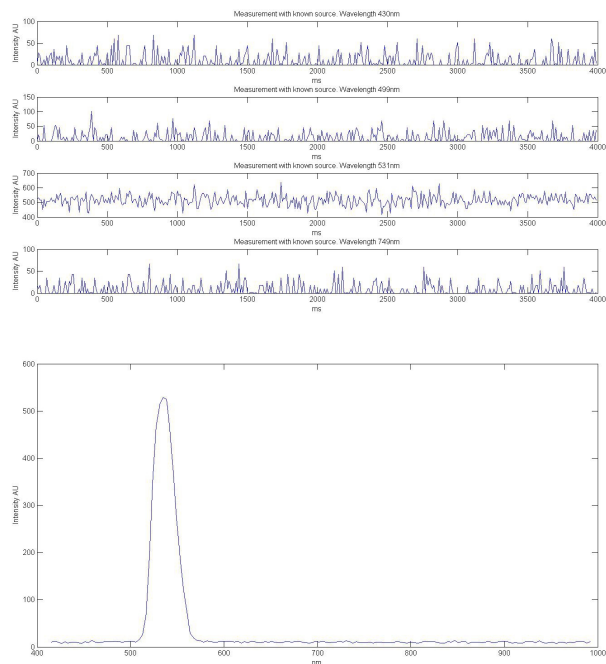 Measurement with known source. Wavelength 430nm
100
50
0
Intensity AU
0 500 1000 1500 2000 2500 3000 3500 4000
ms
Measurement with known source. Wavelength 499nm
150
100
50
0
Intensity AU
0 500 1000 1500 2000 2500 3000 3500 4000
ms
Measurement with known source. Wavelength 531nm
700
600
500
400
Intensity AU
0 500 1000 1500 2000 2500 3000 3500 4000
ms
Measurement with known source. Wavelength 749nm
100
50
0
Intensity AU
0 500 1000 1500 2000 2500 3000 3500 4000
ms
600
500
400
300
200
100
0
Intensity AU
400 500 600 700 800 900 1000
nm